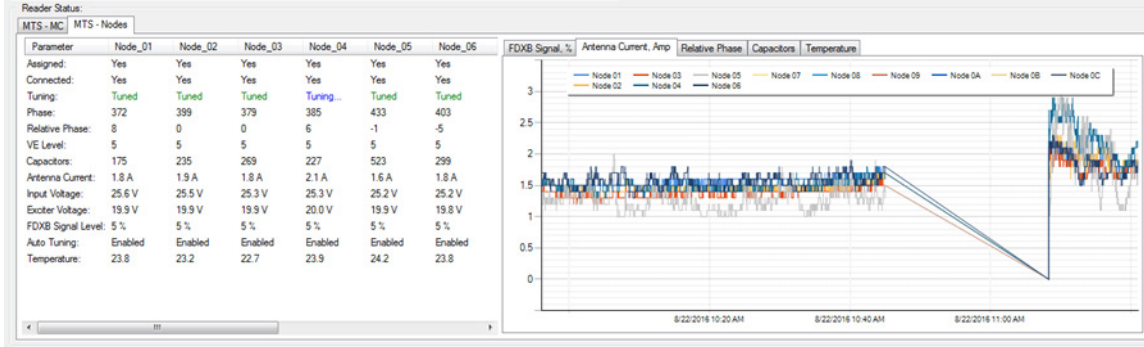 Reader Status:
MTS - MC MTS - Nodes
Parameter Node_01 Node_02 Node_03 Node_04 Node_05 Node_06
Assigned: Yes Yes Yes Yes Yes Yes
Connected: Yes Yes Yes Yes Yes Yes
Tuning: Tuned Tuned Tuned Tuning... Tuned Tuned
Phase: 372 399 379 385 433 403
Relative Phase: 8 0 0 6 -1 -5
VE Level: 5 5 5 5 5 5
Capacitors: 175 235 269 227 523 299
Antenna Current: 1.8 A 1.9 A 1.8 A 2.1 A 1.6 A 1.8 A
Input Voltage: 25.6 V 25.5 V 25.3 V 25.3 V 25.2 V 25.2 V
Exciter Voltage: 19.9 V 19.9 V 19.9 V 20.0 V 19.9 V 19.8 V
FDXB Signal Level: 5 % 5 % 5 % 5 % 5 % 5 %
Auto Tuning: Enabled Enabled Enabled Enabled Enabled Enabled
Temperature: 23.8 23.2 22.7 23.9 24.2 23.8
FDXB Signal, % Antenna Current, Amp Relative Phase Capacitors Temperature
Node 01 Node 03 Node 05 Node 07 Node 08 Node 09 Node 0A Node 0B Node 0C
Node 02 Node 04 Node 06
3
2.5
2
1.5
1
0.5
0
8/22/2016 10:20 AM 8/22/2016 10:40 AM 8/22/2016 11:00 AM